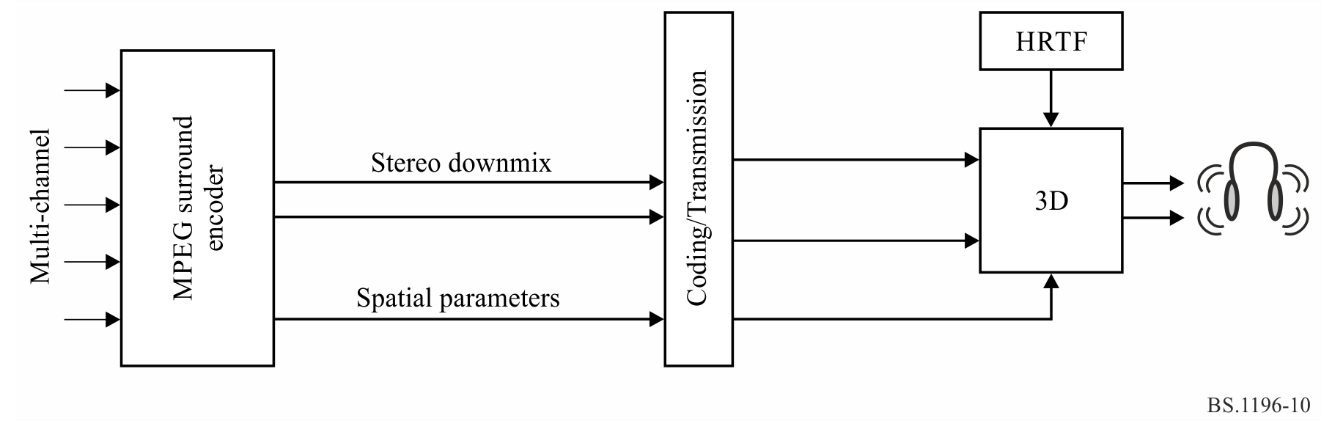 Multi-channel
MPEG surround
encoder
Stereo downmix
Spatial parameters
Coding/Transmission
HRTF
3D
BS.1196-10